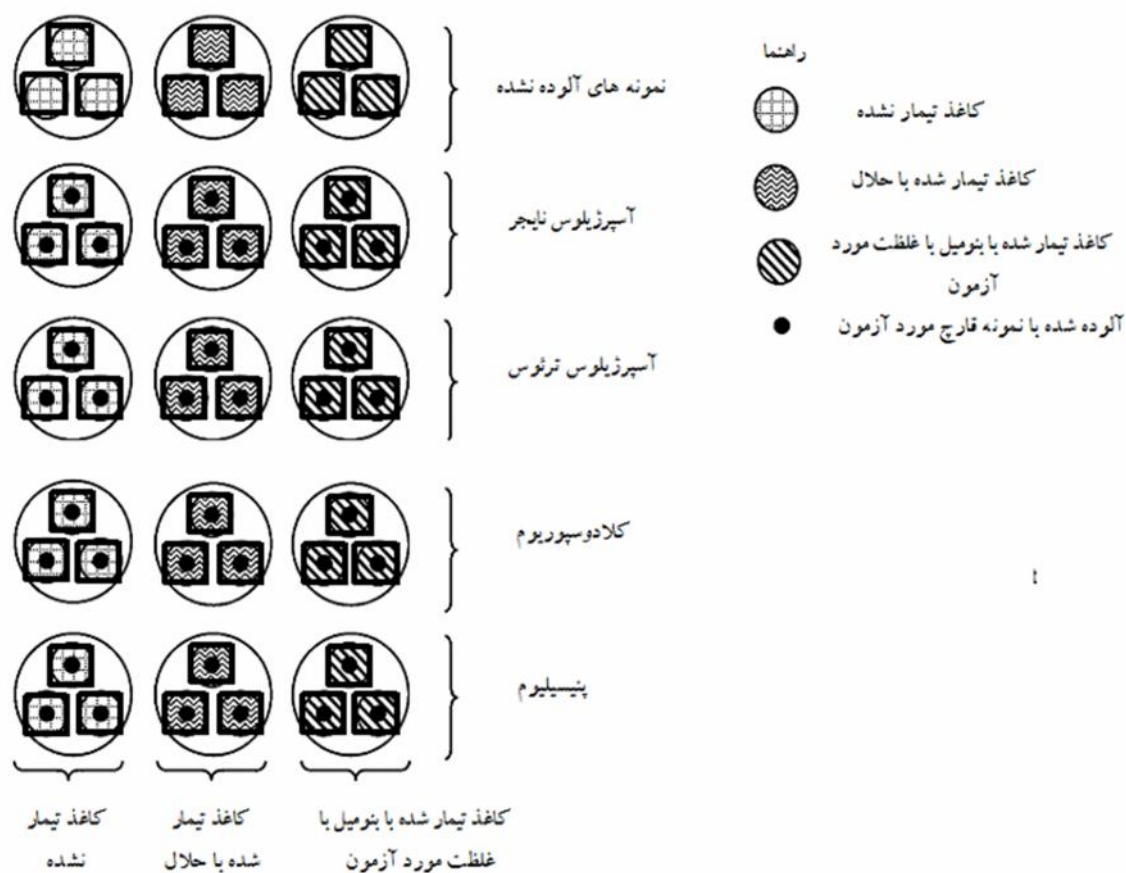 راهنما
کاغذ تیمار نشده
کاغذ تیمار شده با حلال
کاغذ تیمار شده با بنومیل با غلظت مورد
آزمون
آلوده شده با نمونه قارچ مورد آزمون
نمونه های آلوده نشده
آسپرژیلوس نایجر
آسپرژیلوس ترئوس
کلادوسپوریوم
پنیسیلیوم
کاغذ تیمار شده با بنومیل با
غلظت مورد آزمون
کاغذ تیمار
شده با حلال
کاغذ تیمار
نشده